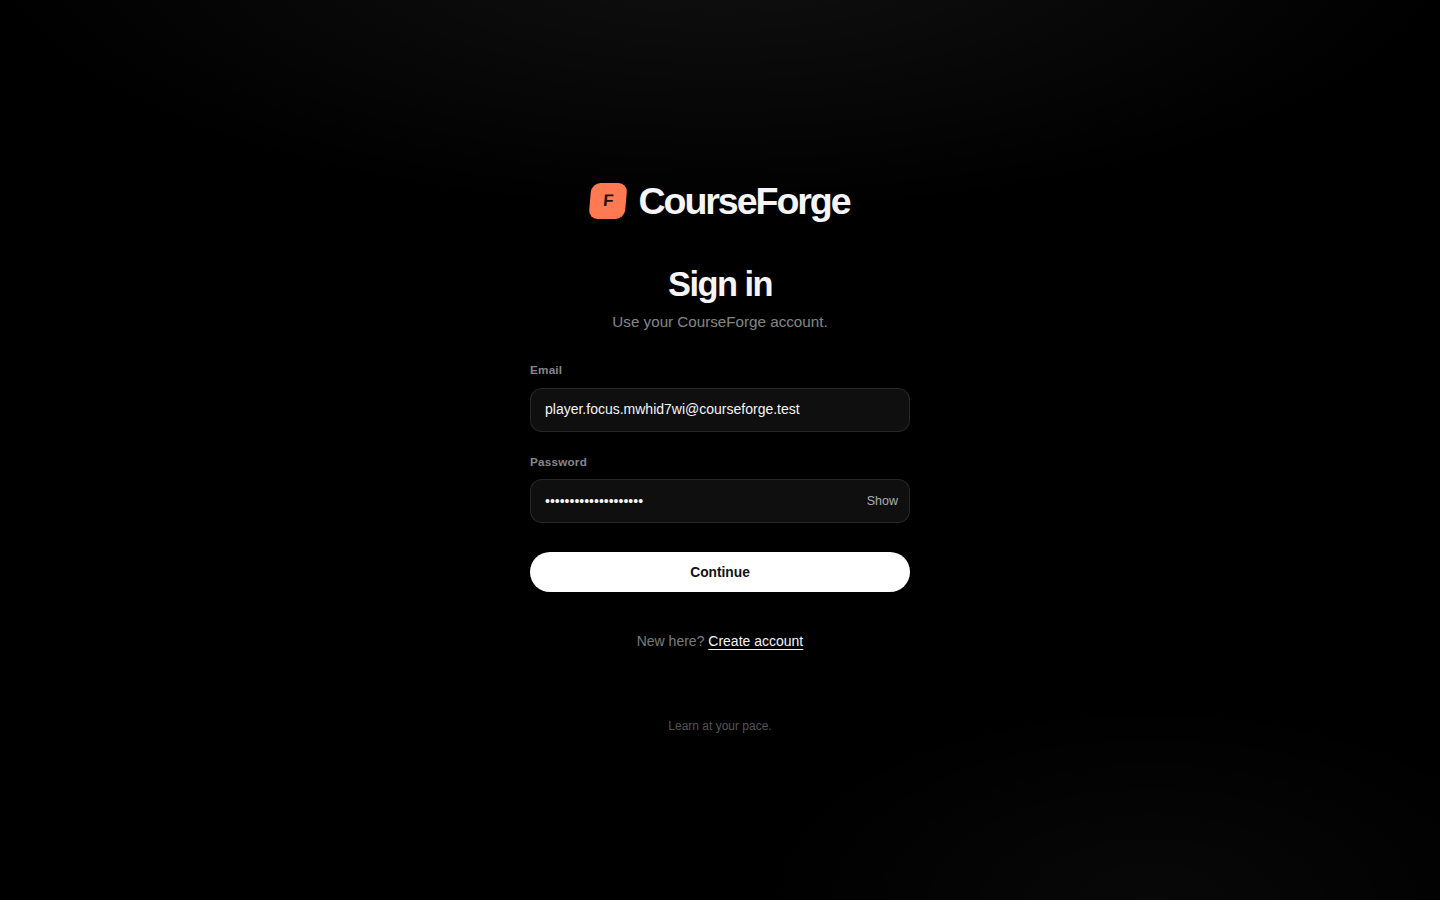 F CourseForge
Sign in
Use your CourseForge account.
Email
player.focus.mwhid7wi@courseforge.test
Password
•••••••••••••••••••• Show
Continue
New here? Create account
Learn at your pace.